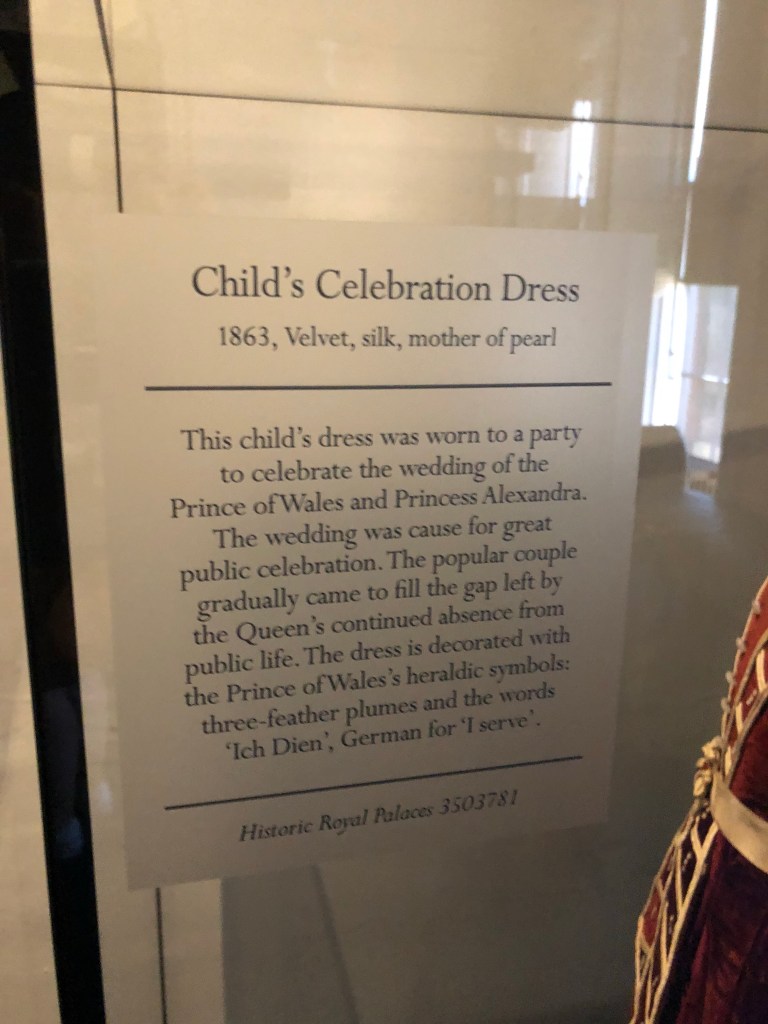 Child's Celebration Dress
1863, Velvet, silk, mother of pearl
This child's dress was worn to a party
to celebrate the wedding of the
Prince of Wales and Princess Alexandra.
The wedding was cause for great
public celebration. The popular couple
gradually came to fill the gap left by
the Queen's continued absence from
public life. The dress is decorated with
the Prince of Wales's heraldic symbols:
three-feather plumes and the words
'Ich Dien', German for 'I serve'.
Historic Royal Palaces 3503781